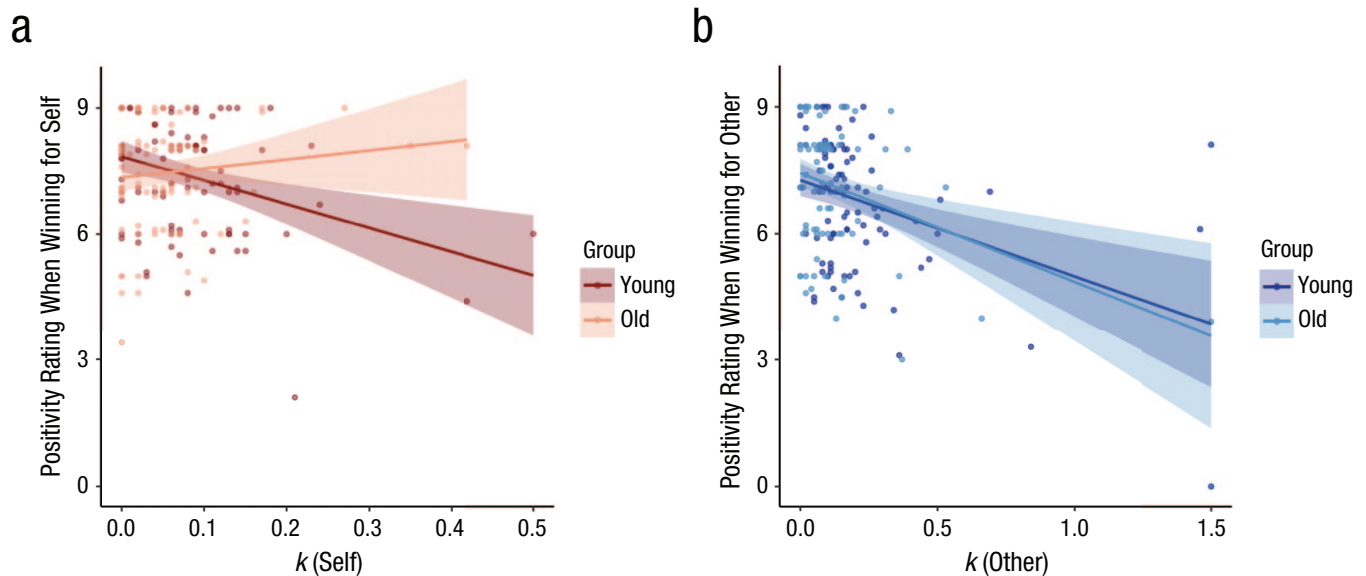 a
Positivity Rating When Winning for Self
9
6
3
0
0.0 0.1 0.2 0.3 0.4 0.5
k (Self)
Group
Young
Old
b
Positivity Rating When Winning for Other
9
6
3
0
0.0 0.5 1.0 1.5
k (Other)
Group
Young
Old